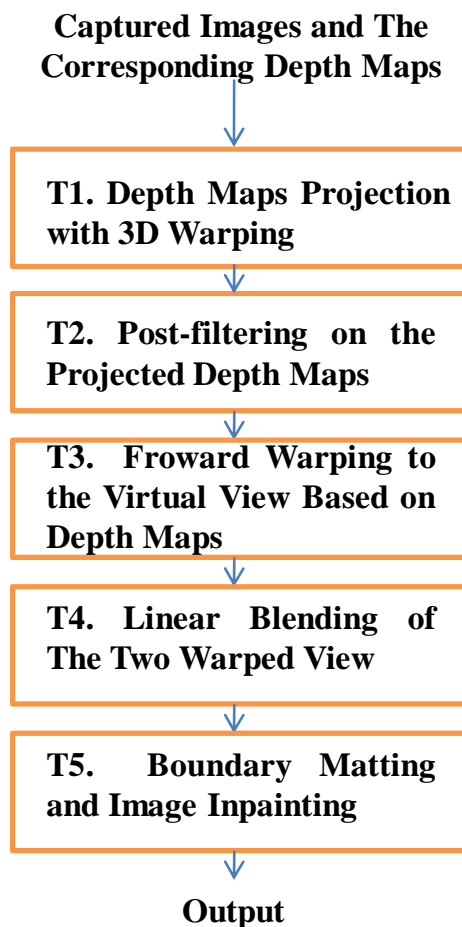 Captured Images and The
Corresponding Depth Maps
T1. Depth Maps Projection
with 3D Warping
T2. Post-filtering on the
Projected Depth Maps
T3. Froward Warping to
the Virtual View Based on
Depth Maps
T4. Linear Blending of
The Two Warped View
T5. Boundary Matting
and Image Inpainting
Output